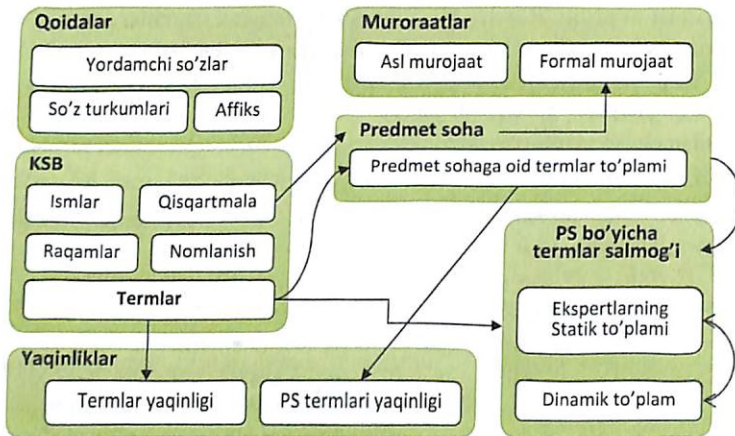 Qoidalar
Yordamchi so'zlar
So'z turkumlari
Affiks
Muroraatlar
Asl murojaat
Formal murojaat
Predmet soha
Predmet sohaga oid termlar to'plami
KSB
Ismlar
Qisqartmala
Raqamlar
Nomlanish
Termlar
PS bo'yicha
termlar salmog'i
Ekspertlarning
Statik to'plami
Dinamik to'plam
Yaqinliklar
Termlar yaqinligi
PS termlari yaqinligi